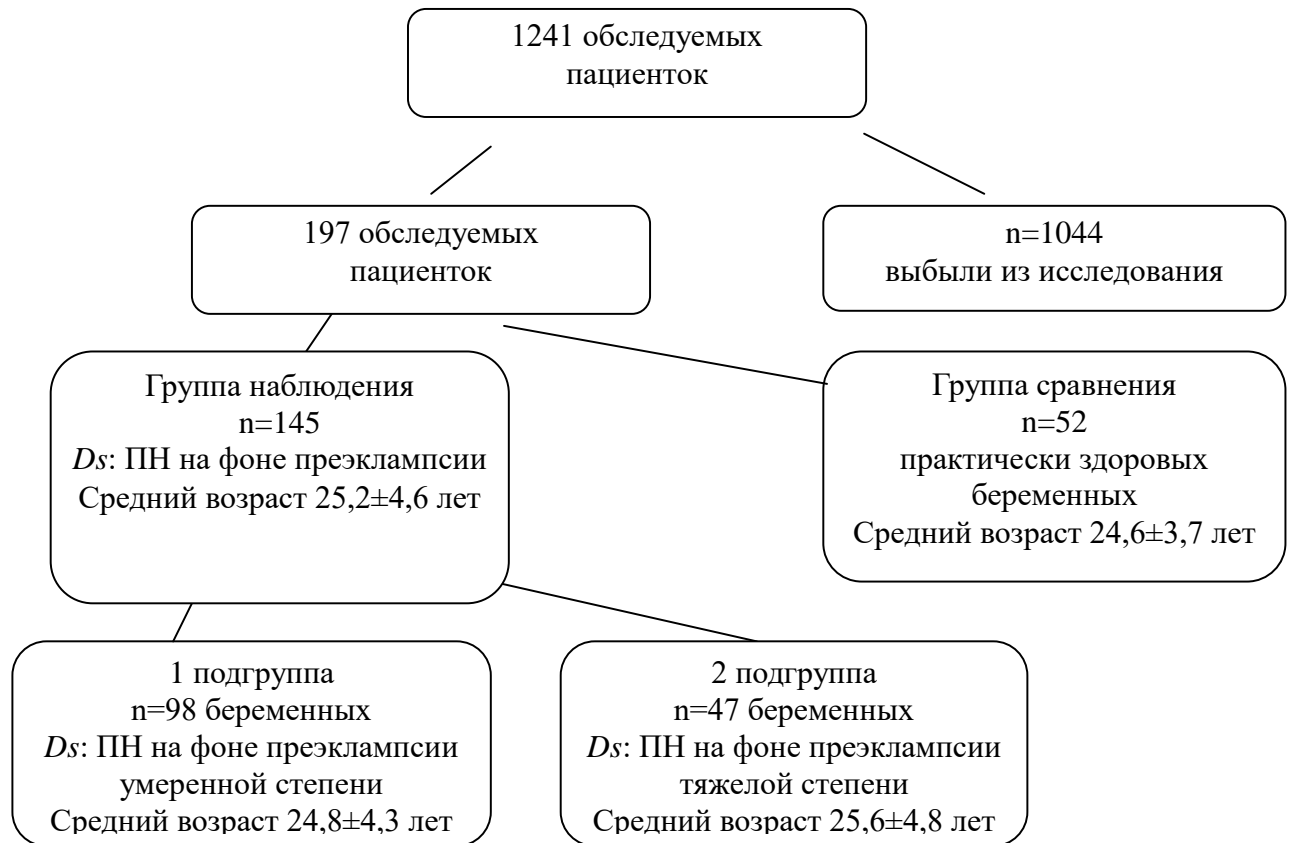 1241 обследуемых
пациенток
197 обследуемых
пациенток
n=1044
выбыли из исследования
Группа наблюдения
n=145
Ds: ПН на фоне преэклампсии
Средний возраст 25,2±4,6 лет
Группа сравнения
n=52
практически здоровых
беременных
Средний возраст 24,6±3,7 лет
1 подгруппа
n=98 беременных
Ds: ПН на фоне преэклампсии
умеренной степени
Средний возраст 24,8±4,3 лет
2 подгруппа
n=47 беременных
Ds: ПН на фоне преэклампсии
тяжелой степени
Средний возраст 25,6±4,8 лет